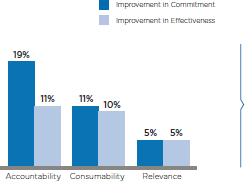 Improvement in Commitment
Improvement in Effectiveness
19%
11%
11%
10%
5%
5%
Accountability
Consumability
Relevance